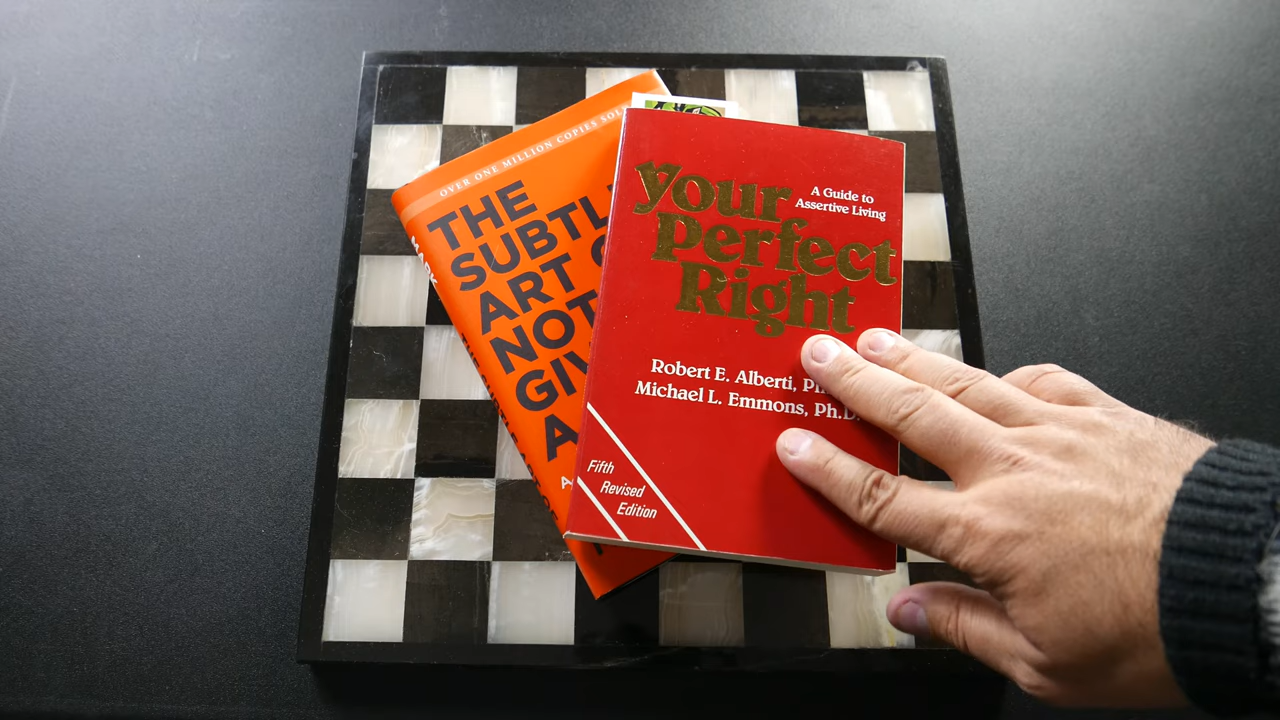 OVER ONE MILLION COPIES SOL
THE
SUBTL
ART
NOT
GIV
A
your
Perfect
Right
A Guide to
Assertive Living
Robert E. Alberti, Ph
Michael L. Emmons, Ph.D.
Fifth
Revised
Edition